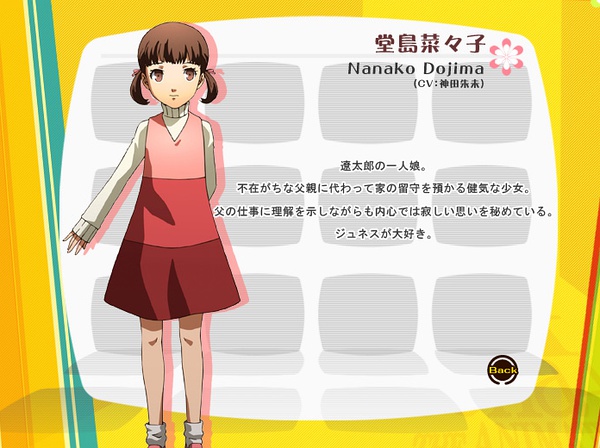 堂島菜々子
Nanako Dojima
(CV:神田朱未)
遼太郎の一人娘。
不在がちな父親に代わって家の留守を預かる健気な少女。
父の仕事に理解を示しながらも内心では寂しい思いを秘めている。
ジュネスが大好き。
Back